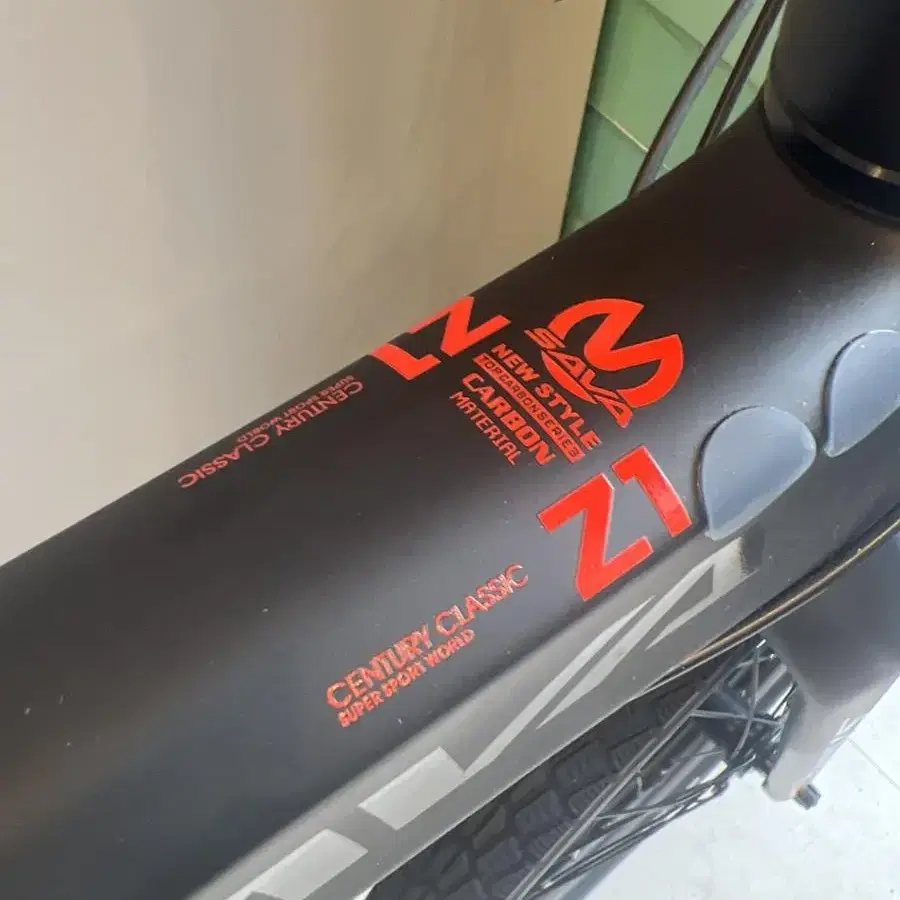 SAVA
NEW STYLE
TOP CARBON SERIES
CARBON
MATERIAL
Z1
CENTURY CLASSIC
SUPER SPORT WORLD
Z1
CENTURY CLASSIC
SUPER SPORT WORLD